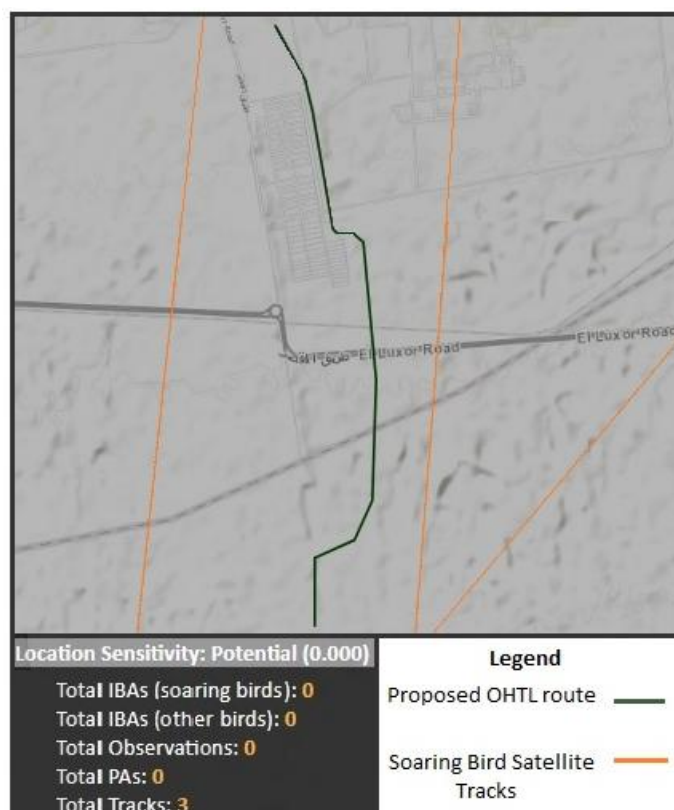 El-Luxor Road
El-Luxor Road
Location Sensitivity: Potential (0.000)
Total IBAs (soaring birds): 0
Total IBAs (other birds): 0
Total Observations: 0
Total PAs: 0
Total Tracks: 3
Legend
Proposed OHTL route
Soaring Bird Satellite
Tracks